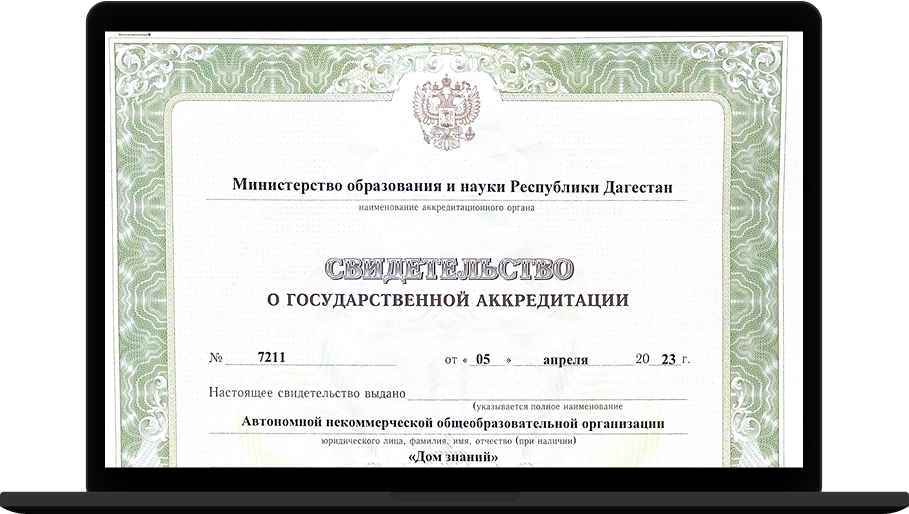 Министерство образования и науки Республики Дагестан
наименование аккредитационного органа
СВИДЕТЕЛЬСТВО
О ГОСУДАРСТВЕННОЙ АККРЕДИТАЦИИ
№ 7211 от « 05 » апреля 20 23 г.
Настоящее свидетельство выдано
(указывается полное наименование
Автономной некоммерческой общеобразовательной организации
юридического лица, фамилия, имя, отчество (при наличии)
«Дом знаний»